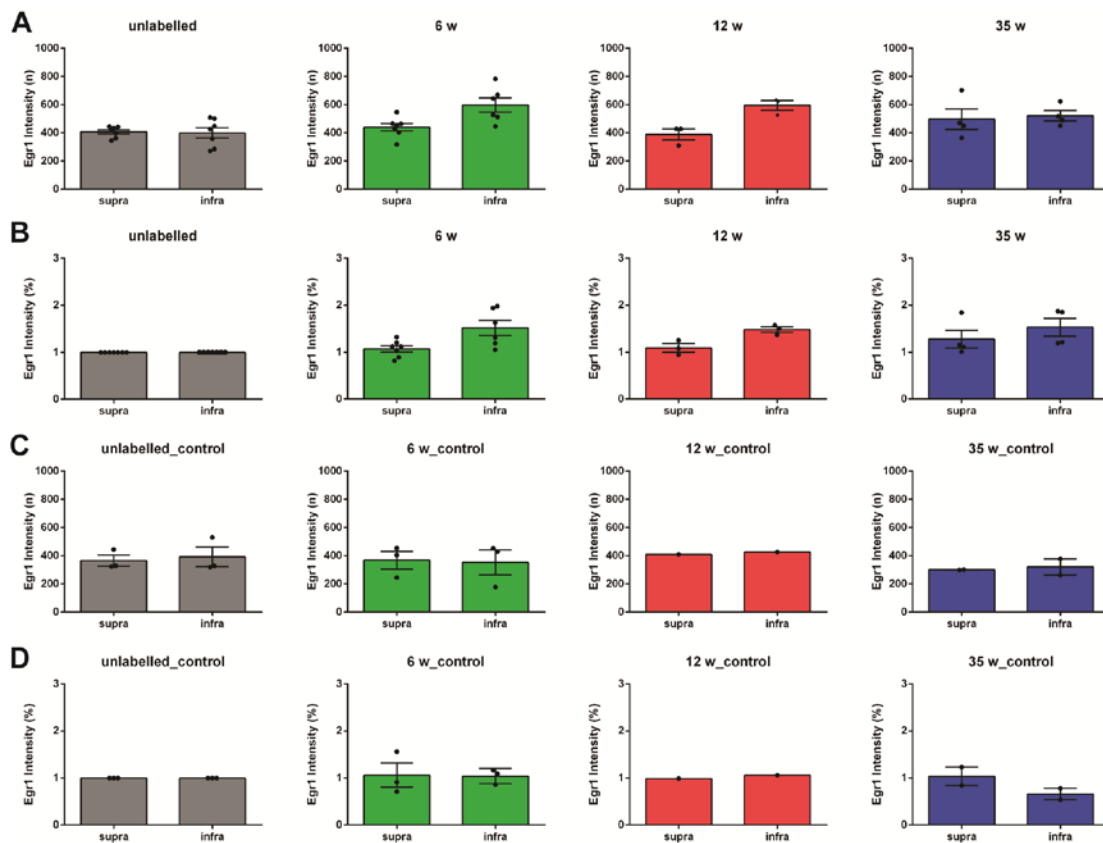 A
unlabelled
6 w
12 w
35 w
Egr1 Intensity (n)
1000
800
600
400
200
0
supra
infra
Egr1 Intensity (n)
1000
800
600
400
200
0
supra
infra
Egr1 Intensity (n)
1000
800
600
400
200
0
supra
infra
Egr1 Intensity (n)
1000
800
600
400
200
0
supra
infra
B
unlabelled
6 w
12 w
35 w
Egr1 Intensity (%)
3
2
1
0
supra
infra
Egr1 Intensity (%)
3
2
1
0
supra
infra
Egr1 Intensity (%)
3
2
1
0
supra
infra
Egr1 Intensity (%)
3
2
1
0
supra
infra
C
unlabelled_control
6 w_control
12 w_control
35 w_control
Egr1 Intensity (n)
1000
800
600
400
200
0
supra
infra
Egr1 Intensity (n)
1000
800
600
400
200
0
supra
infra
Egr1 Intensity (n)
1000
800
600
400
200
0
supra
infra
Egr1 Intensity (n)
1000
800
600
400
200
0
supra
infra
D
unlabelled_control
6 w_control
12 w_control
35 w_control
Egr1 Intensity (%)
3
2
1
0
supra
infra
Egr1 Intensity (%)
3
2
1
0
supra
infra
Egr1 Intensity (%)
3
2
1
0
supra
infra
Egr1 Intensity (%)
3
2
1
0
supra
infra